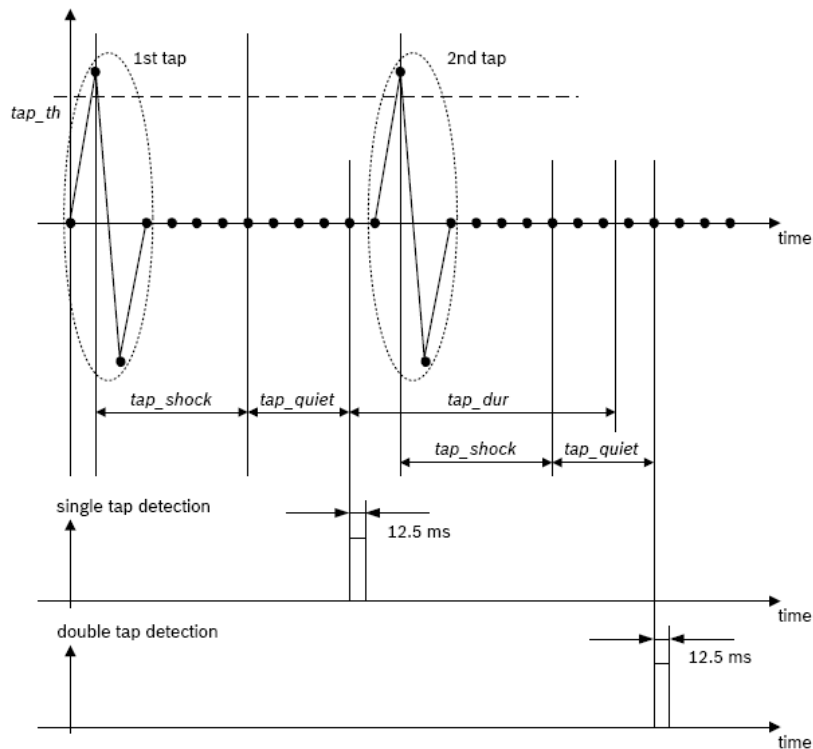 1st tap
2nd tap
tap_th
time
tap_shock
tap_quiet
tap_dur
tap_shock
tap_quiet
single tap detection
12.5 ms
time
double tap detection
12.5 ms
time